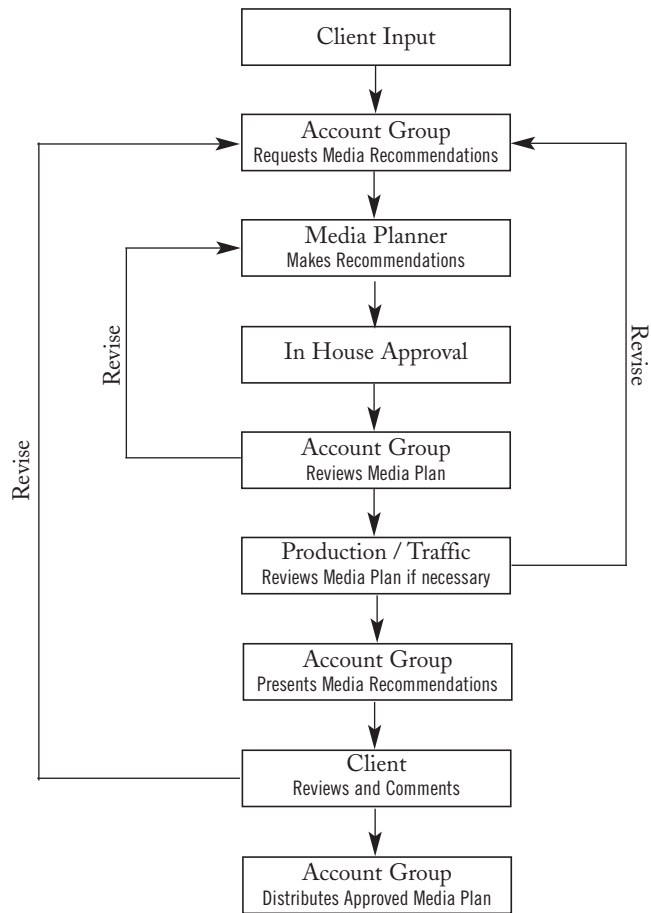 Client Input
Account Group
Requests Media Recommendations
Media Planner
Makes Recommendations
In House Approval
Account Group
Reviews Media Plan
Production / Traffic
Reviews Media Plan if necessary
Account Group
Presents Media Recommendations
Client
Reviews and Comments
Account Group
Distributes Approved Media Plan
Revise
Revise
Revise